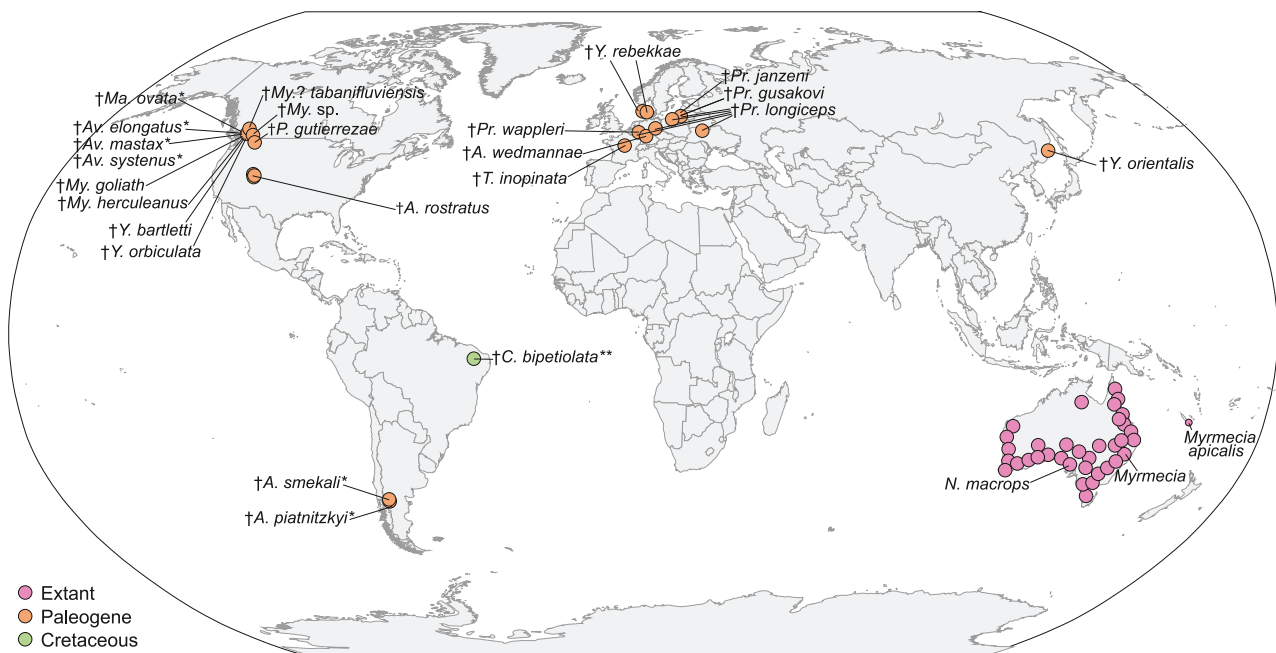 †Y. rebekkae
†Pr. janzeni
†Pr. gusakovi
†Pr. longiceps
†Ma. ovata*
†My.? tabanifluviensis
†My. sp.
†Av. elongatus*
†P. gutierrezae
†Av. mastax*
†Av. systenus*
†Pr. wappleri
†A. wedmannae
†T. inopinata
†Y. orientalis
†My. goliath
†My. herculeanus
†A. rostratus
†Y. bartletti
†Y. orbiculata
†C. bipetiolata**
Myrmecia
apicalis
Myrmecia
N. macrops
†A. smekali*
†A. piatnitzkyi*
Extant
Paleogene
Cretaceous